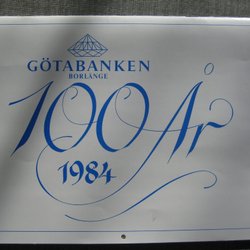 GÖTABANKEN
BORLÄNGE
100 År
1984